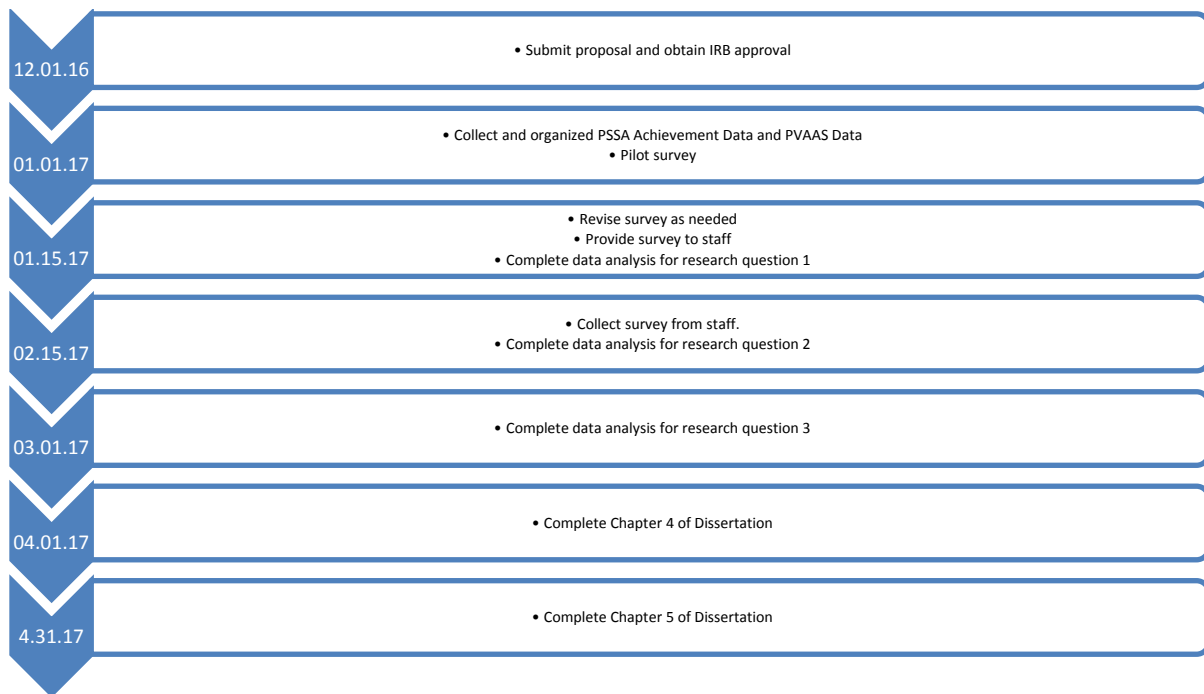 12.01.16
• Submit proposal and obtain IRB approval
01.01.17
• Collect and organized PSSA Achievement Data and PVAAS Data
• Pilot survey
01.15.17
• Revise survey as needed
• Provide survey to staff
• Complete data analysis for research question 1
02.15.17
• Collect survey from staff.
• Complete data analysis for research question 2
03.01.17
• Complete data analysis for research question 3
04.01.17
• Complete Chapter 4 of Dissertation
4.31.17
• Complete Chapter 5 of Dissertation